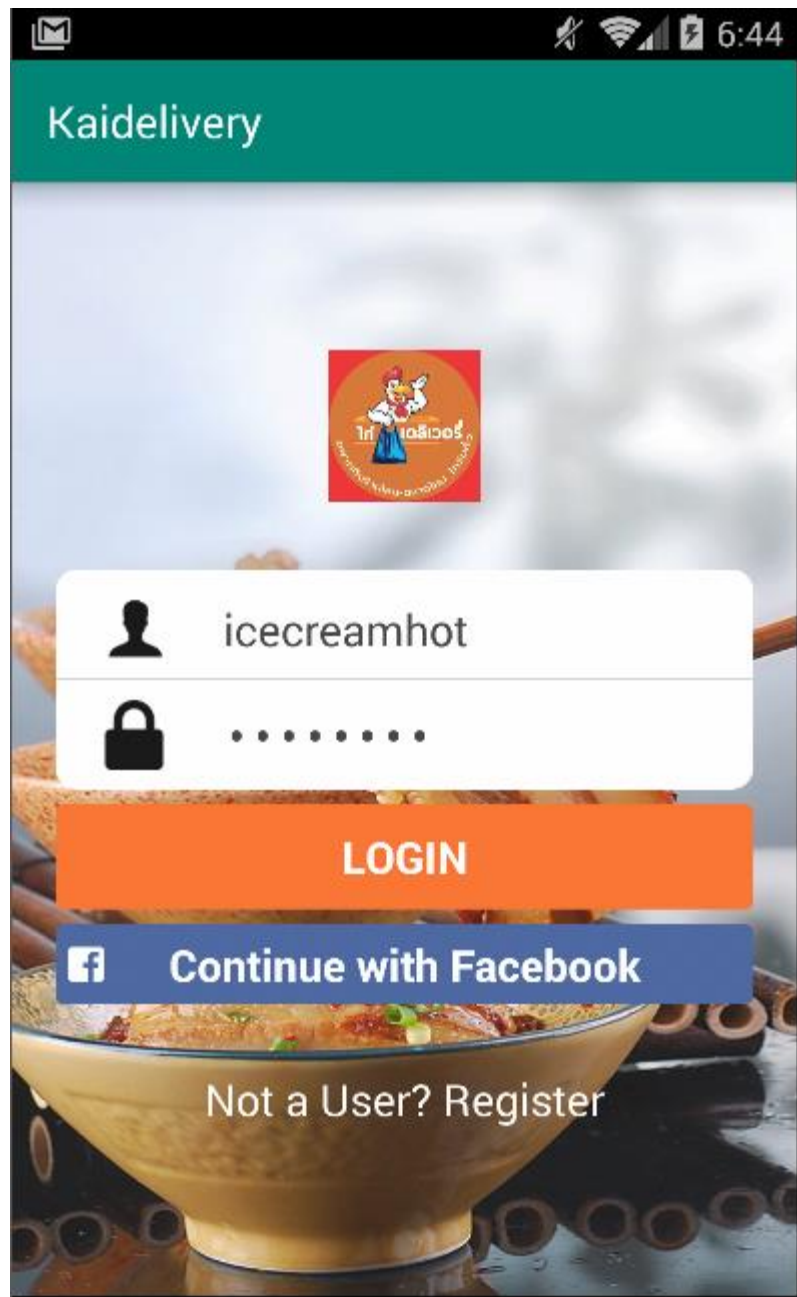 6:44
Kaidelivery
ไก่ เดลิเวอรี่
icecreamhot
LOGIN
Continue with Facebook
Not a User? Register